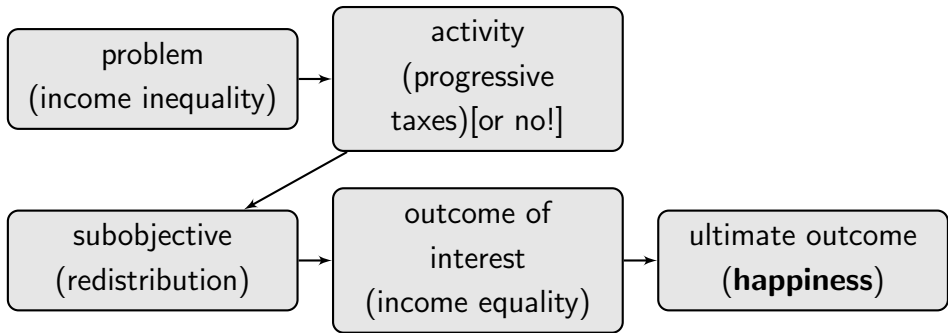 problem
(income inequality)
activity
(progressive
taxes)[or no!]
subobjective
(redistribution)
outcome of
interest
(income equality)
ultimate outcome
(happiness)